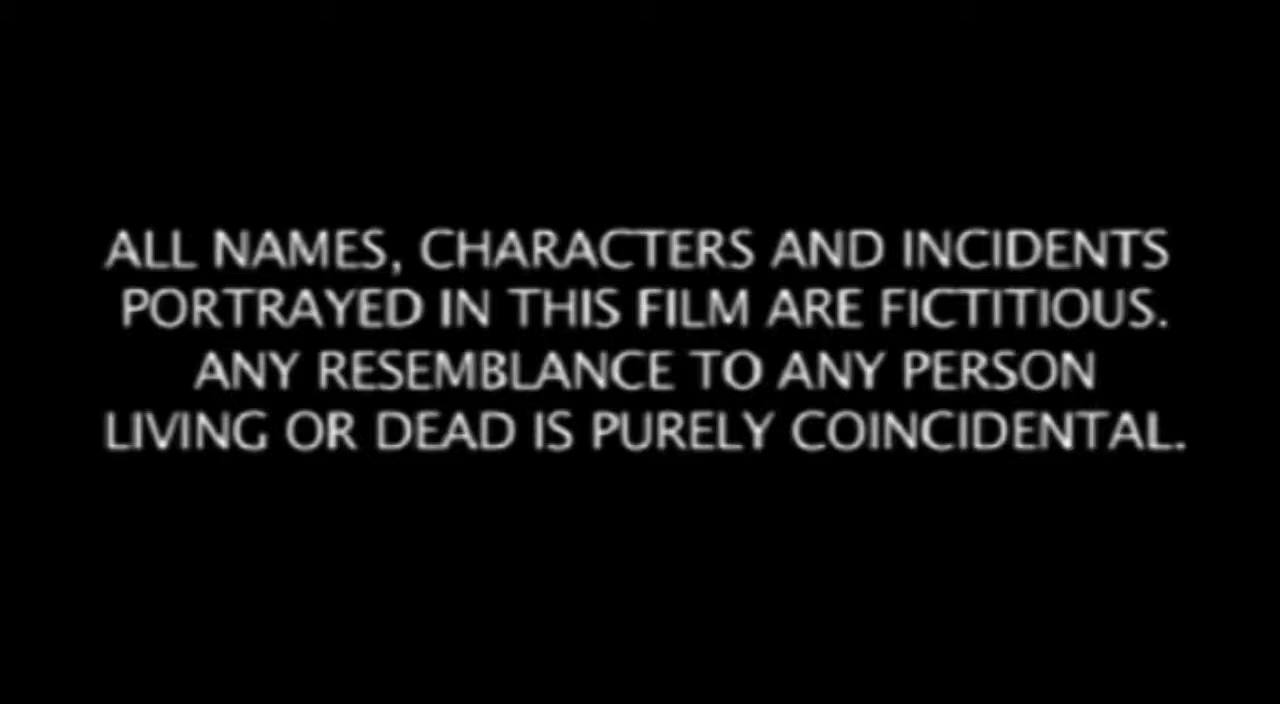 ALL NAMES, CHARACTERS AND INCIDENTS
PORTRAYED IN THIS FILM ARE FICTITIOUS.
ANY RESEMBLANCE TO ANY PERSON
LIVING OR DEAD IS PURELY COINCIDENTAL.